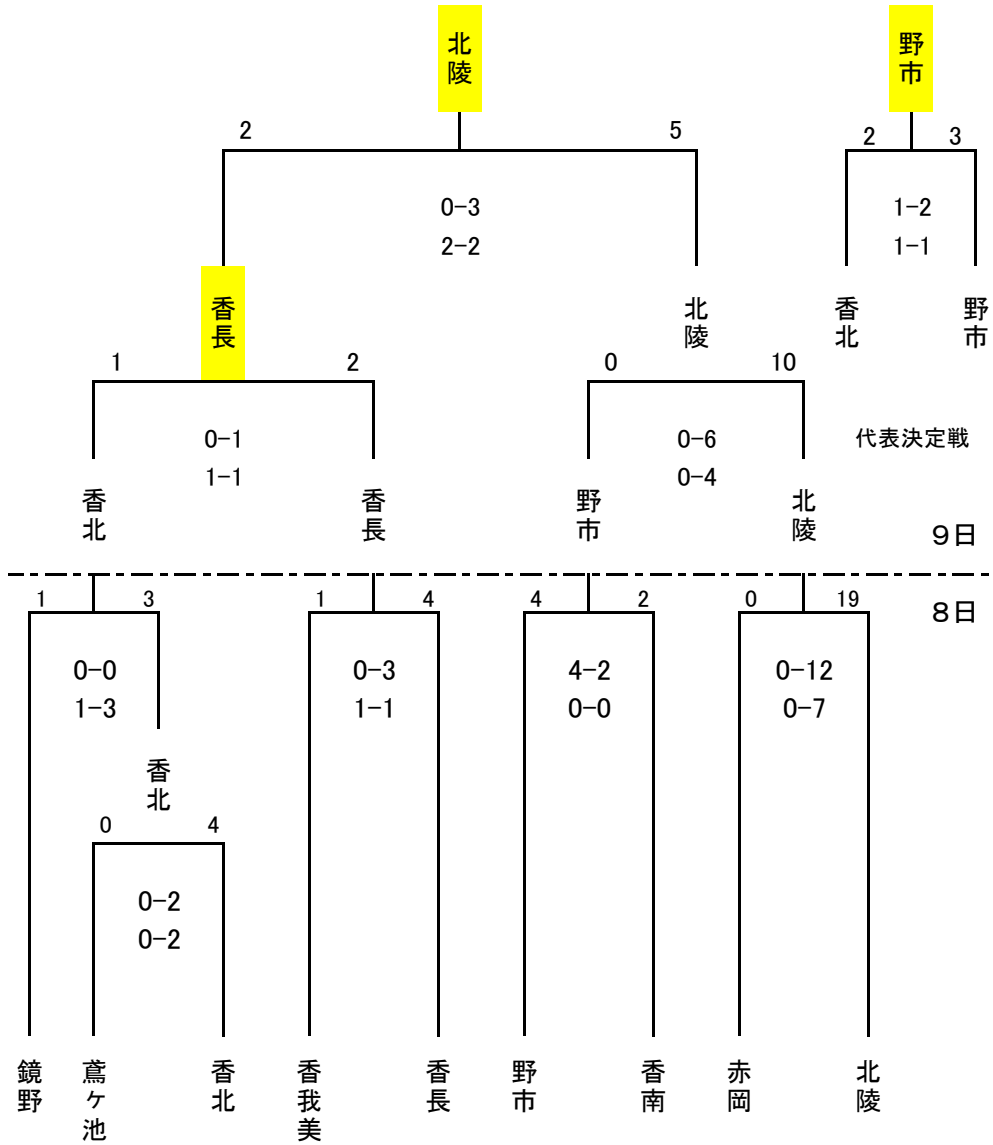 北陵
野市
2
5
2
3
0-3
2-2
1-2
1-1
香長
北陵
香北
野市
1
2
0
10
0-1
1-1
0-6
0-4
代表決定戦
香北
香長
野市
北陵
9日
8日
1
3
1
4
4
2
0
19
0-0
1-3
0-3
1-1
4-2
0-0
0-12
0-7
香北
0
4
0-2
0-2
鏡野
鳶ヶ池
香北
香我美
香長
野市
香南
赤岡
北陵